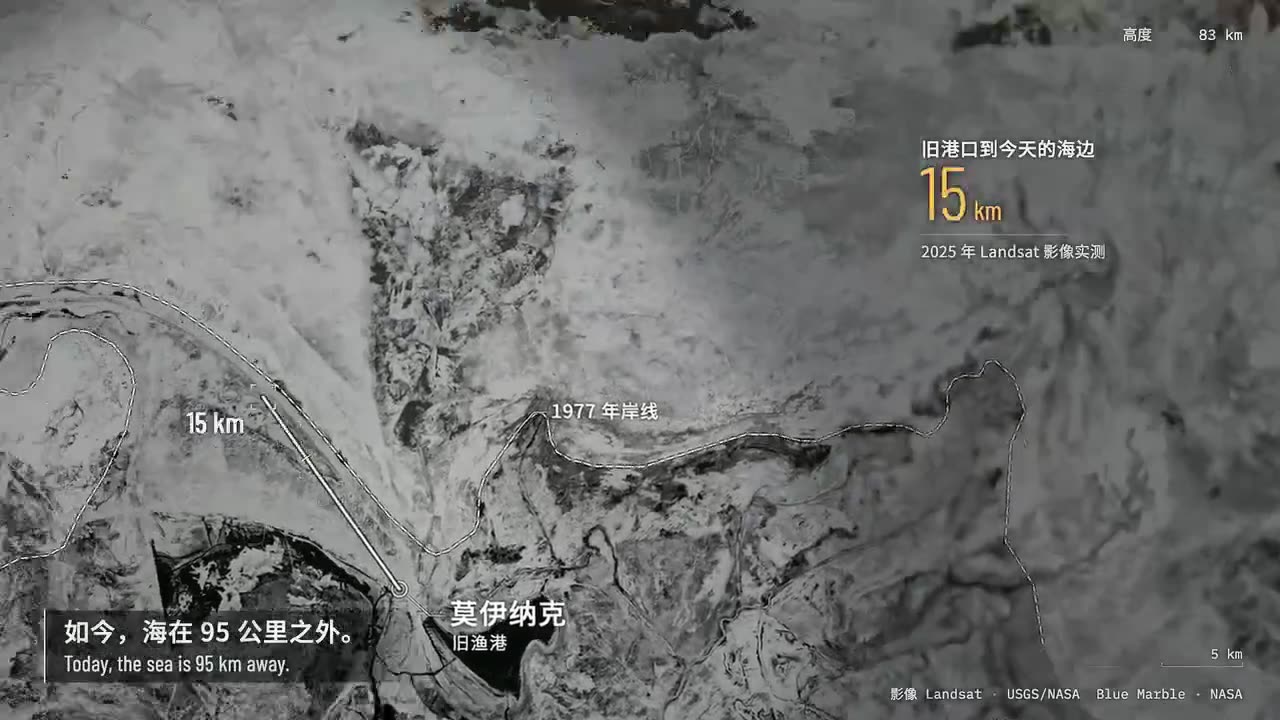 高度 83 km
旧港口到今天的海边
15 km
2025 年 Landsat 影像实测
1977 年岸线
15 km
莫伊纳克
旧渔港
如今，海在 95 公里之外。
Today, the sea is 95 km away.
5 km
影像 Landsat · USGS/NASA Blue Marble · NASA